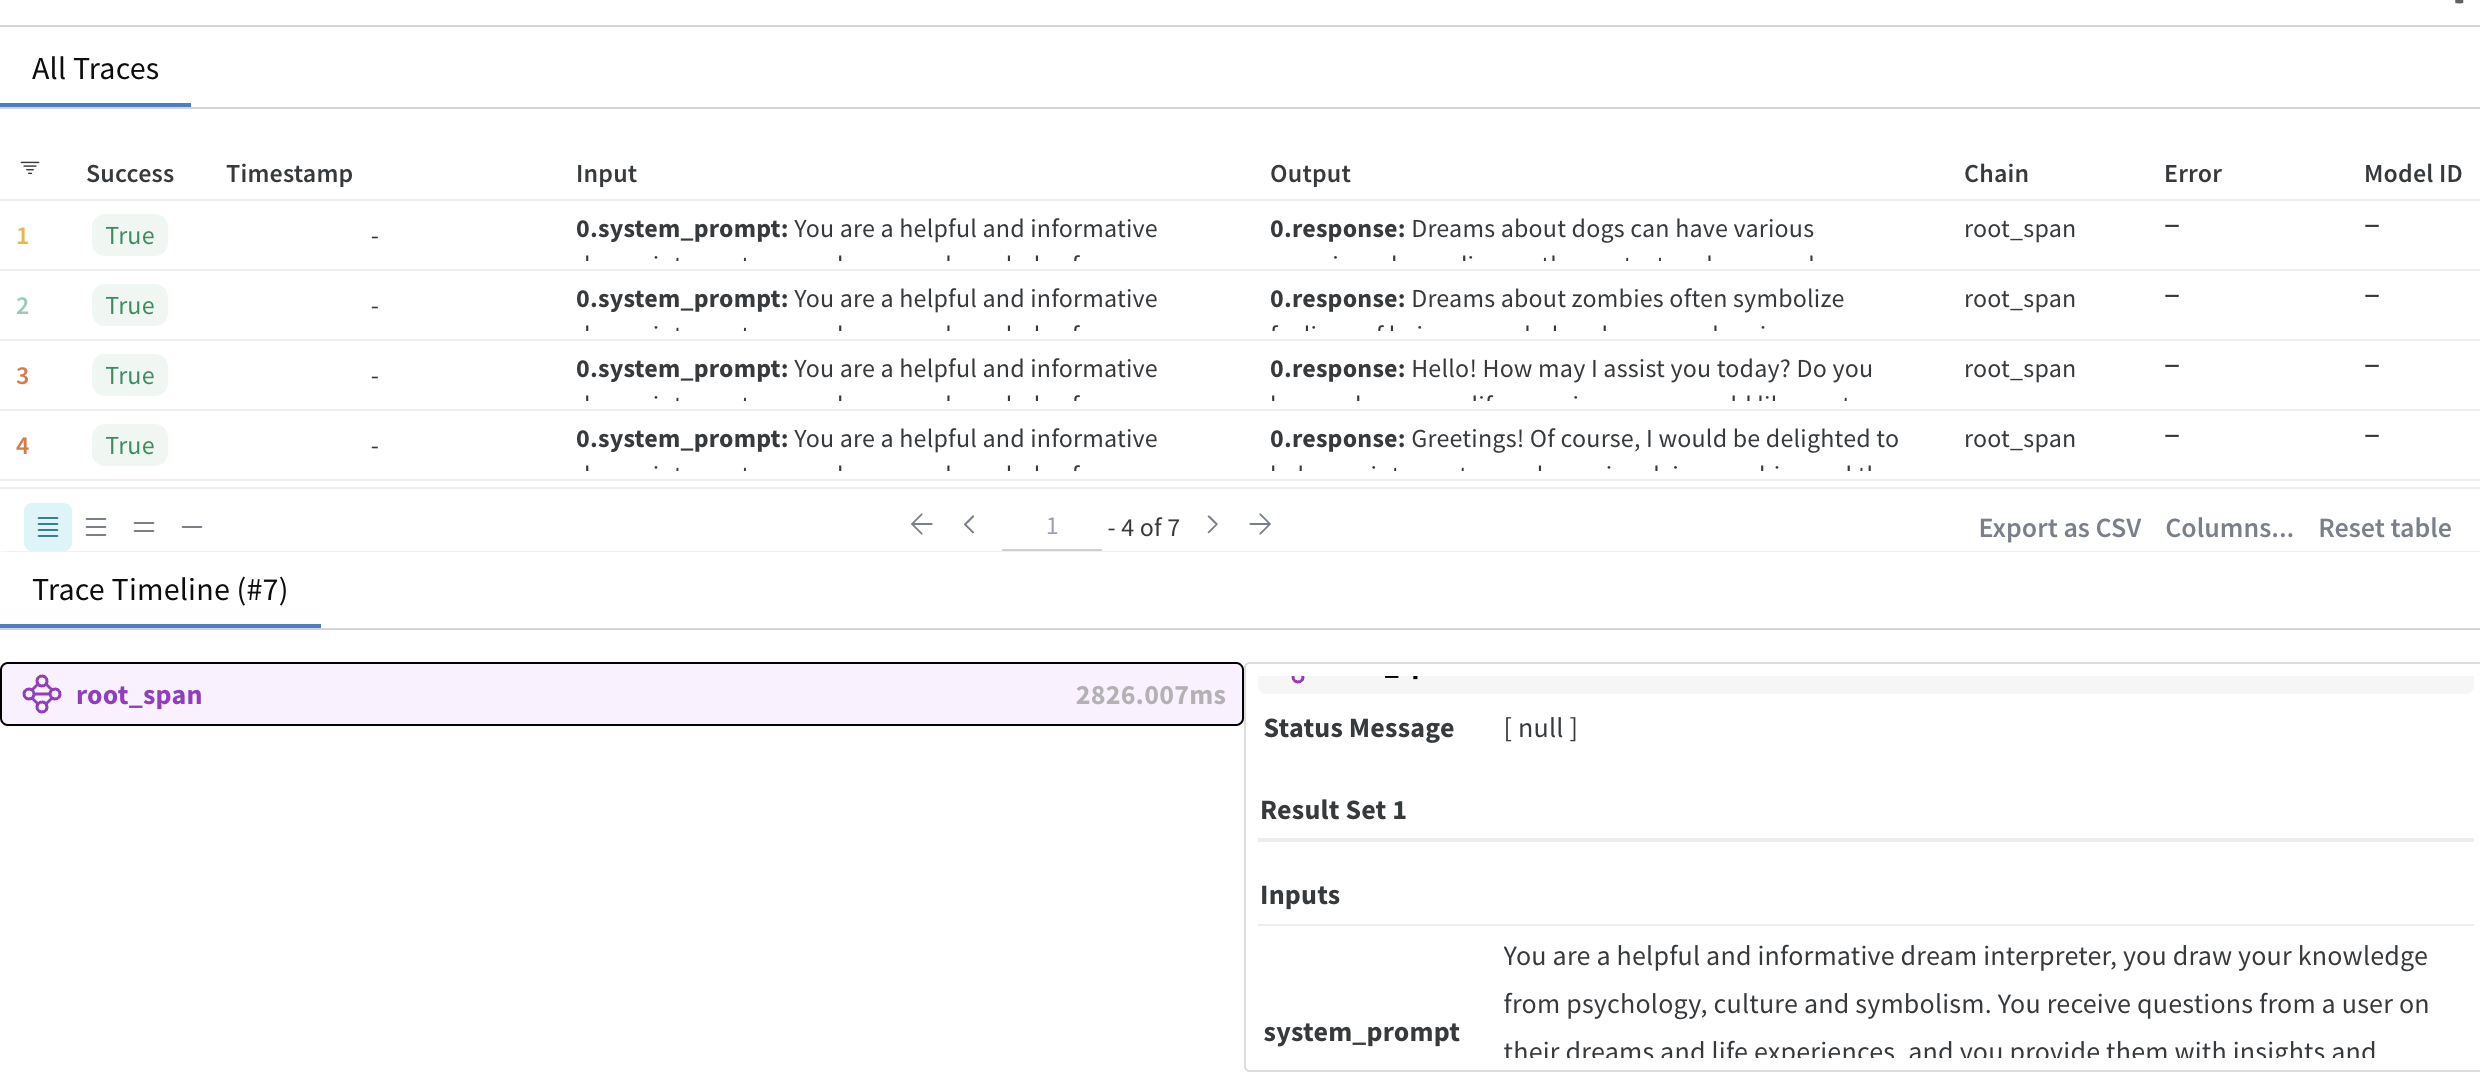 All Traces
Success Timestamp Input Output Chain Error Model ID
1 True - 0.system_prompt: You are a helpful and informative 0.response: Dreams about dogs can have various root_span – –
2 True - 0.system_prompt: You are a helpful and informative 0.response: Dreams about zombies often symbolize root_span – –
3 True - 0.system_prompt: You are a helpful and informative 0.response: Hello! How may I assist you today? Do you root_span – –
4 True - 0.system_prompt: You are a helpful and informative 0.response: Greetings! Of course, I would be delighted to root_span – –
1 - 4 of 7 Export as CSV Columns... Reset table
Trace Timeline (#7)
root_span 2826.007ms
Status Message [ null ]
Result Set 1
Inputs
You are a helpful and informative dream interpreter, you draw your knowledge
from psychology, culture and symbolism. You receive questions from a user on
system_prompt
their dreams and life experiences, and you provide them with insights and